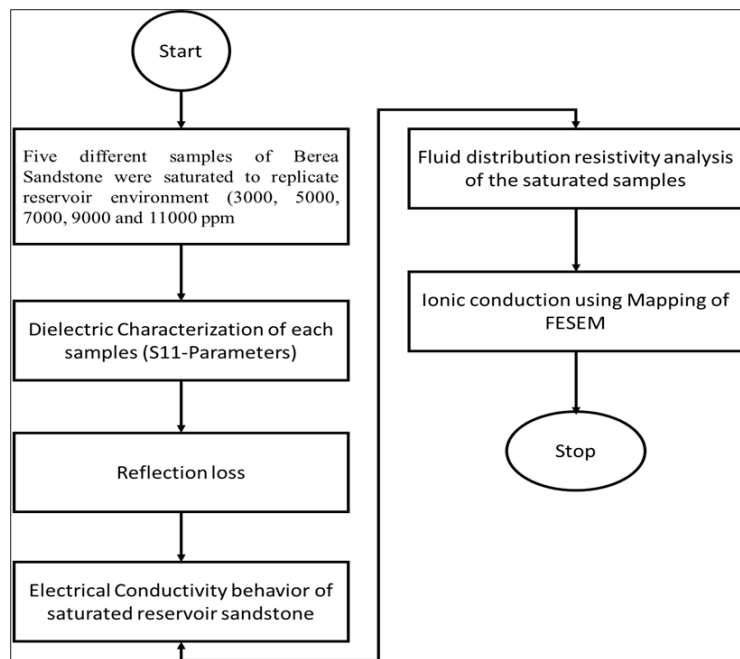 Start
Five different samples of Berea
Sandstone were saturated to replicate
reservoir environment (3000, 5000,
7000, 9000 and 11000 ppm
Dielectric Characterization of each
samples (S11-Parameters)
Reflection loss
Electrical Conductivity behavior of
saturated reservoir sandstone
Fluid distribution resistivity analysis
of the saturated samples
Ionic conduction using Mapping of
FESEM
Stop